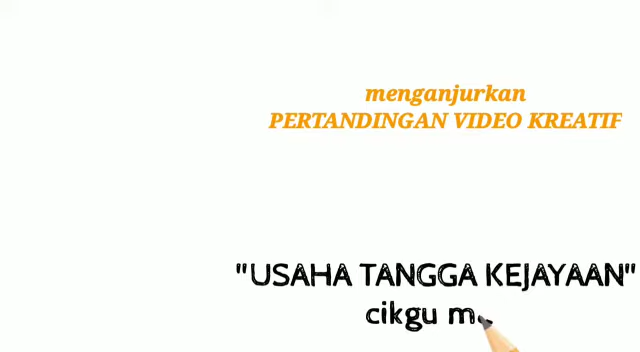 menganjurkan
PERTANDINGAN VIDEO KREATIF
"USAHA TANGGA KEJAYAAN"
cikgu